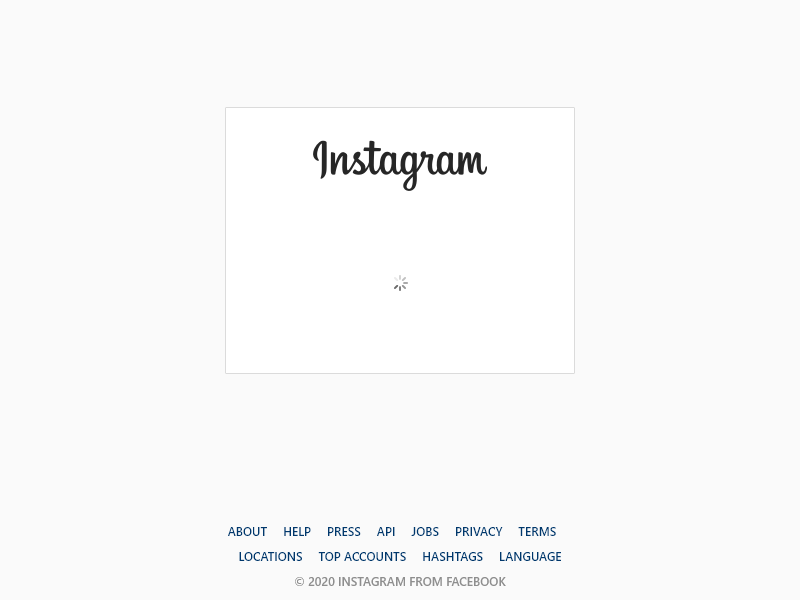 Instagram
ABOUT HELP PRESS API JOBS PRIVACY TERMS
LOCATIONS TOP ACCOUNTS HASHTAGS LANGUAGE
© 2020 INSTAGRAM FROM FACEBOOK